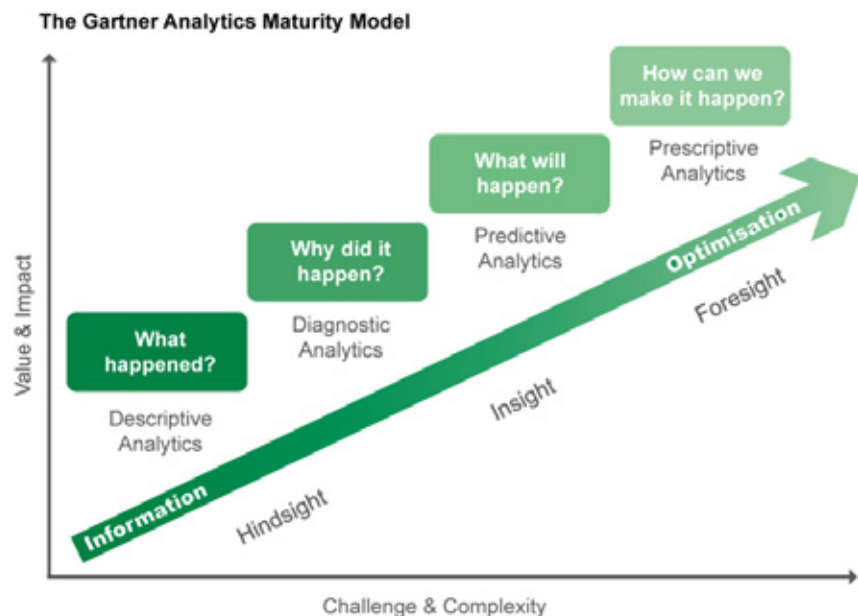 The Gartner Analytics Maturity Model
How can we
make it happen?
Prescriptive
Analytics
What will
happen?
Predictive
Analytics
Why did it
happen?
Diagnostic
Analytics
What
happened?
Descriptive
Analytics
Value & Impact
Information
Optimisation
Hindsight
Insight
Foresight
Challenge & Complexity